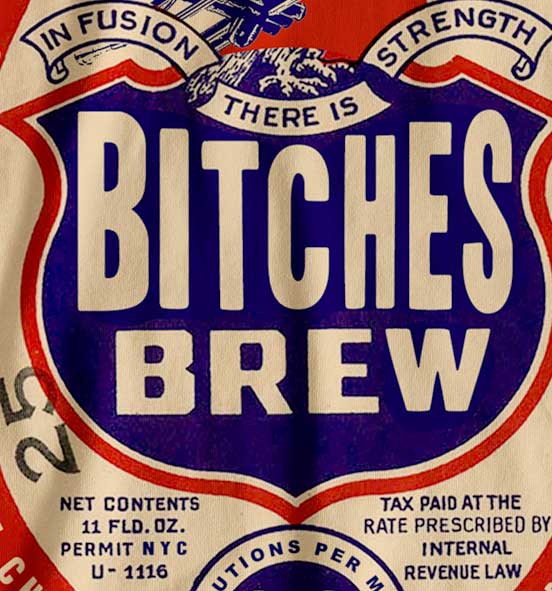 IN FUSION
THERE IS
STRENGTH
BITCHES
BREW
25
NET CONTENTS
11 FLD. OZ.
PERMIT NYC
U-1116
TAX PAID AT THE
RATE PRESCRIBED BY
INTERNAL
REVENUE LAW
UTIONS PER M